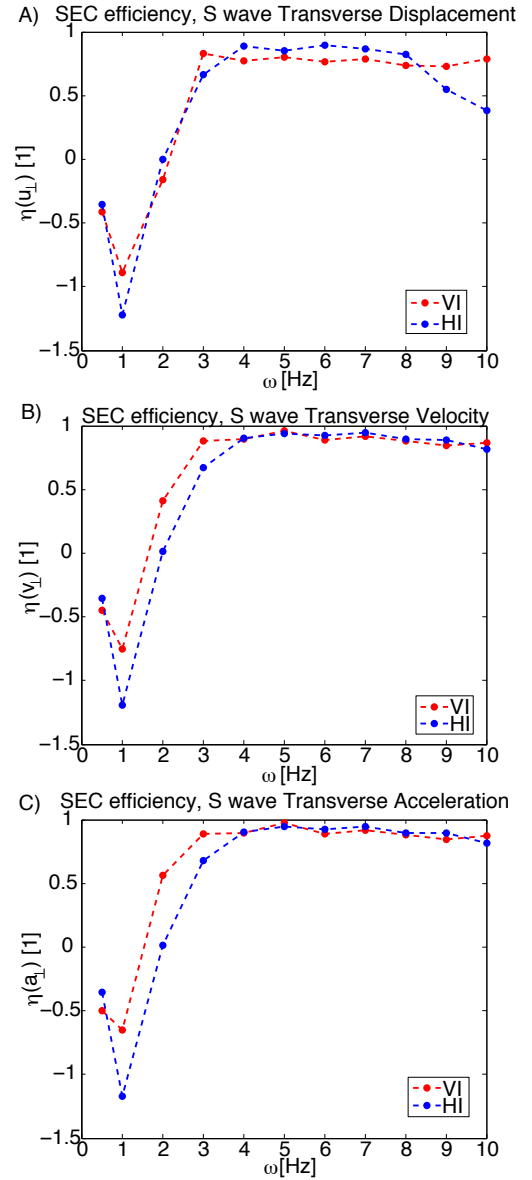 A) SEC efficiency, S wave Transverse Displacement
1
0.5
0
−0.5
−1
−1.5
η(u⊥) [1]
VI
HI
0 1 2 3 4 5 6 7 8 9 10
ω [Hz]
B) SEC efficiency, S wave Transverse Velocity
1
0.5
0
−0.5
−1
−1.5
η(v⊥) [1]
VI
HI
0 1 2 3 4 5 6 7 8 9 10
ω [Hz]
C) SEC efficiency, S wave Transverse Acceleration
1
0.5
0
−0.5
−1
−1.5
η(a⊥) [1]
VI
HI
0 1 2 3 4 5 6 7 8 9 10
ω [Hz]